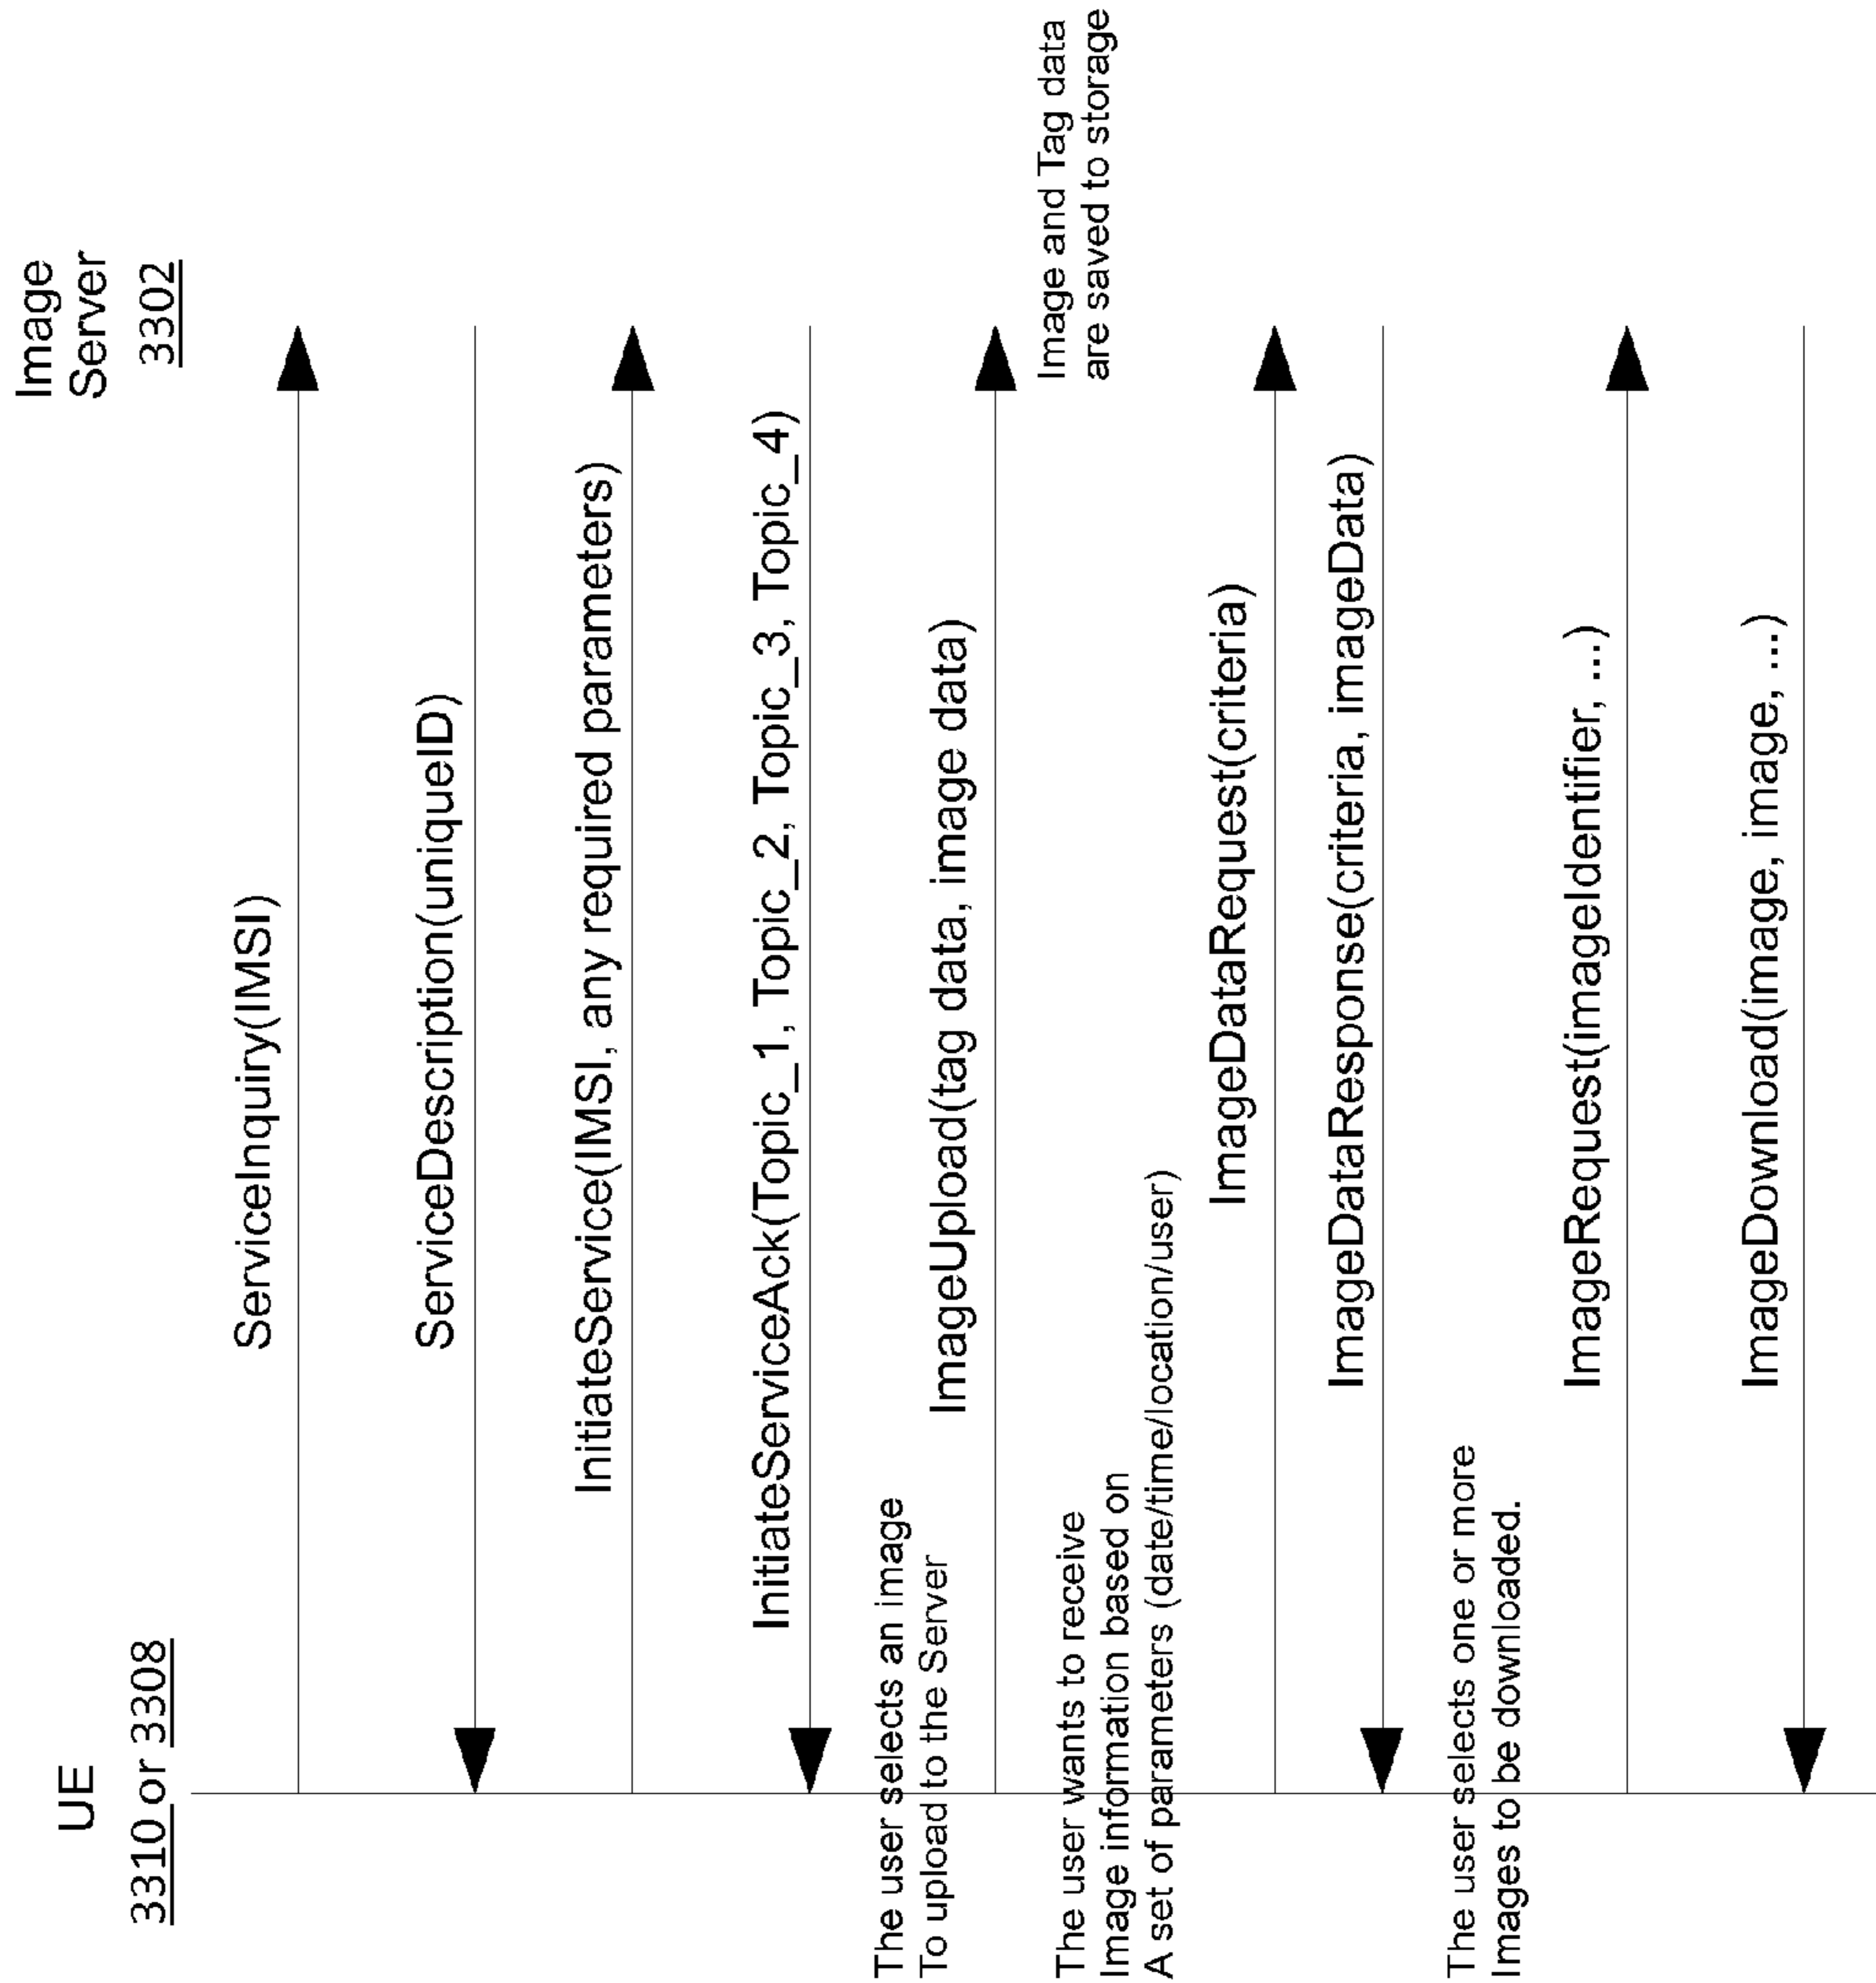 UE
3310 or 3308
Image
Server
3302
ServiceInquiry(IMSI)
ServiceDescription(uniqueID)
InitiateService(IMSI, any required parameters)
InitiateServiceAck(Topic_1, Topic_2, Topic_3, Topic_4)
The user selects an image
To upload to the Server
ImageUpload(tag data, image data)
Image and Tag data
are saved to storage
The user wants to receive
Image information based on
A set of parameters (date/time/location/user)
ImageDataRequest(criteria)
ImageDataResponse(criteria, imageData)
The user selects one or more
Images to be downloaded.
ImageRequest(imageIdentifier, ...)
ImageDownload(image, image, ...)